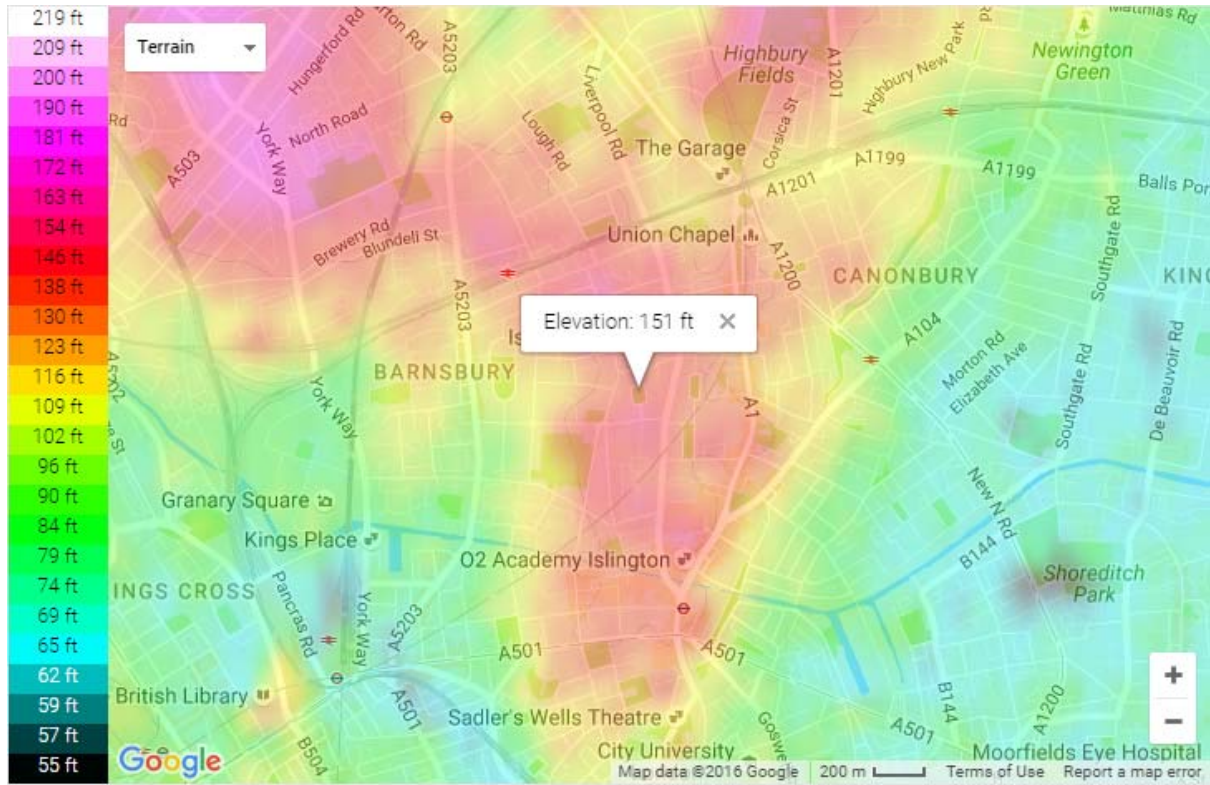 219 ft
209 ft
200 ft
190 ft
181 ft
172 ft
163 ft
154 ft
146 ft
138 ft
130 ft
123 ft
116 ft
109 ft
102 ft
96 ft
90 ft
84 ft
79 ft
74 ft
69 ft
65 ft
62 ft
59 ft
57 ft
55 ft
Terrain
Hungerford Rd
A5203
Liverpool Rd
Highbury
Fields
A1201
Highbury New Park
Matthias Rd
Newington
Green
Rd
A503
York Way
North Road
Lough Rd
The Garage
Corsica St
A1201
A1199
A1199
Balls
Brewery Rd
Blundell St
Union Chapel
A1200
CANONBURY
Southgate Rd
A5203
Elevation: 151 ft
A104
BARNSBURY
A5202
York Way
A1
Morton Rd
Elizabeth Ave
Southgate Rd
De Beauvoir Rd
Granary Square
Kings Place
New N Rd
B144
O2 Academy Islington
Shoreditch
Park
INGS CROSS
Pancras Rd
York Way
A5203
A501
A501
British Library
A501
Sadler's Wells Theatre
B144
A1200
A501
B504
City University
Gosw
Moorfields Eye Hospital
Google
Map data ©2016 Google
200 m
Terms of Use
Report a map error